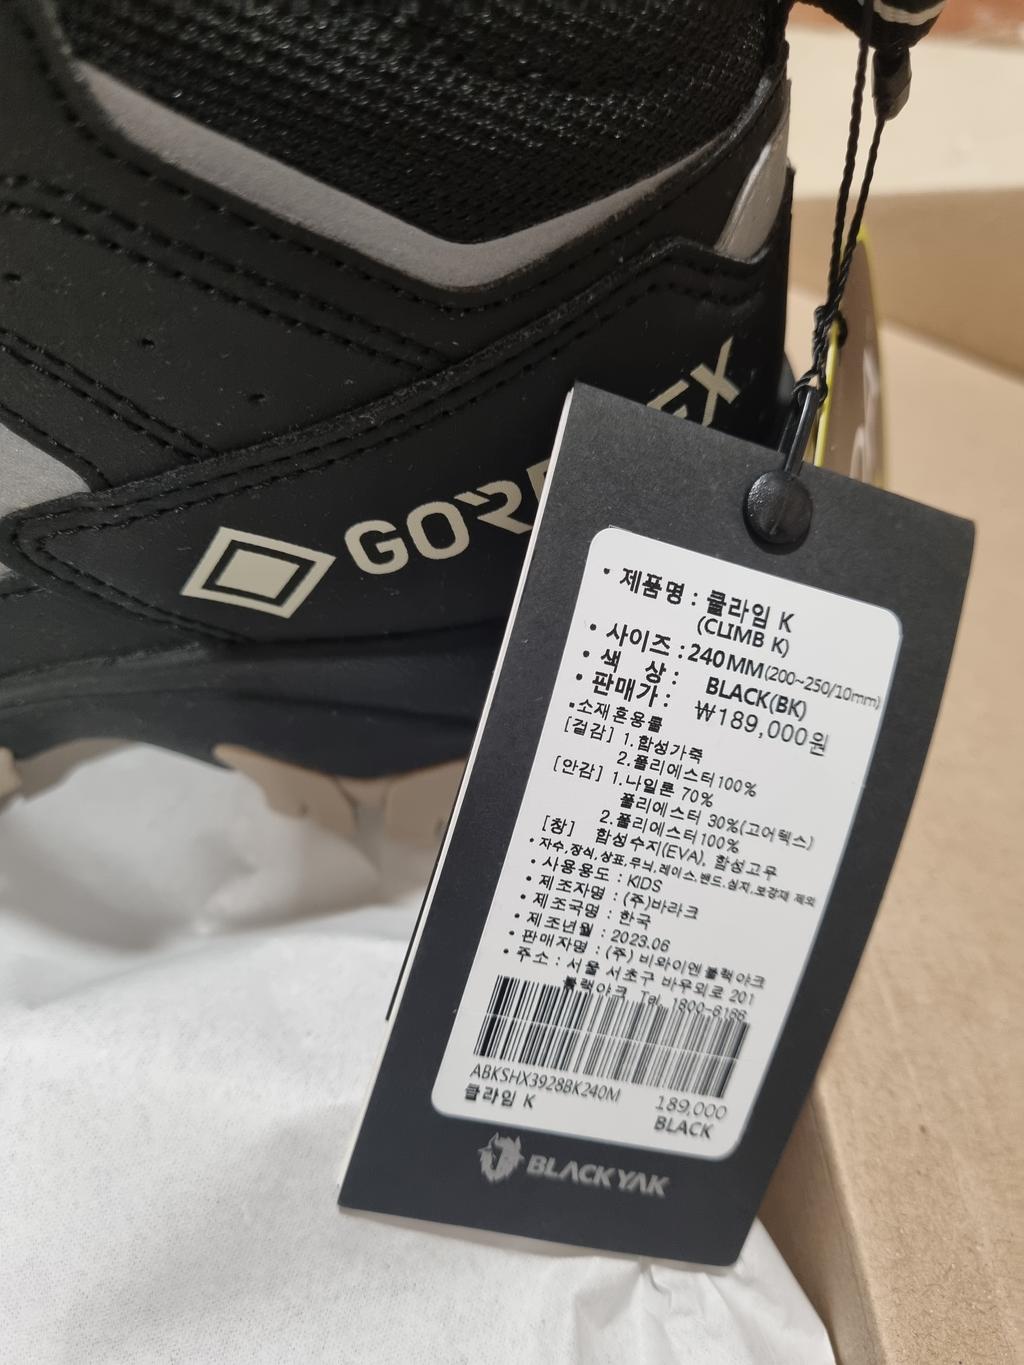 GORE
EX
• 제품명 : 클라임 K
(CLIMB K)
• 사이즈 : 240MM(200~250/10mm)
• 색 상 : BLACK(BK)
• 판매가 : ₩189,000원
▪소재혼용률
[겉감] 1.합성가죽
2.폴리에스터100%
[안감] 1.나일론 70%
폴리에스터 30%(고어텍스)
2.폴리에스터100%
[창] 합성수지(EVA), 합성고무
• 자수,장식,상표,무늬,레이스,밴드,심지,보강재 제외
• 사용용도 : KIDS
• 제조자명 : (주)바라크
• 제조국명 : 한국
• 제조년월 : 2023.06
• 판매자명 : (주) 비와이엔블랙야크
• 주소 : 서울 서초구 바우뫼로 201
블랙야크 Tel. 1800-6166
ABKSHX3928BK240M
클라임 K
189,000
BLACK
BLACKYAK